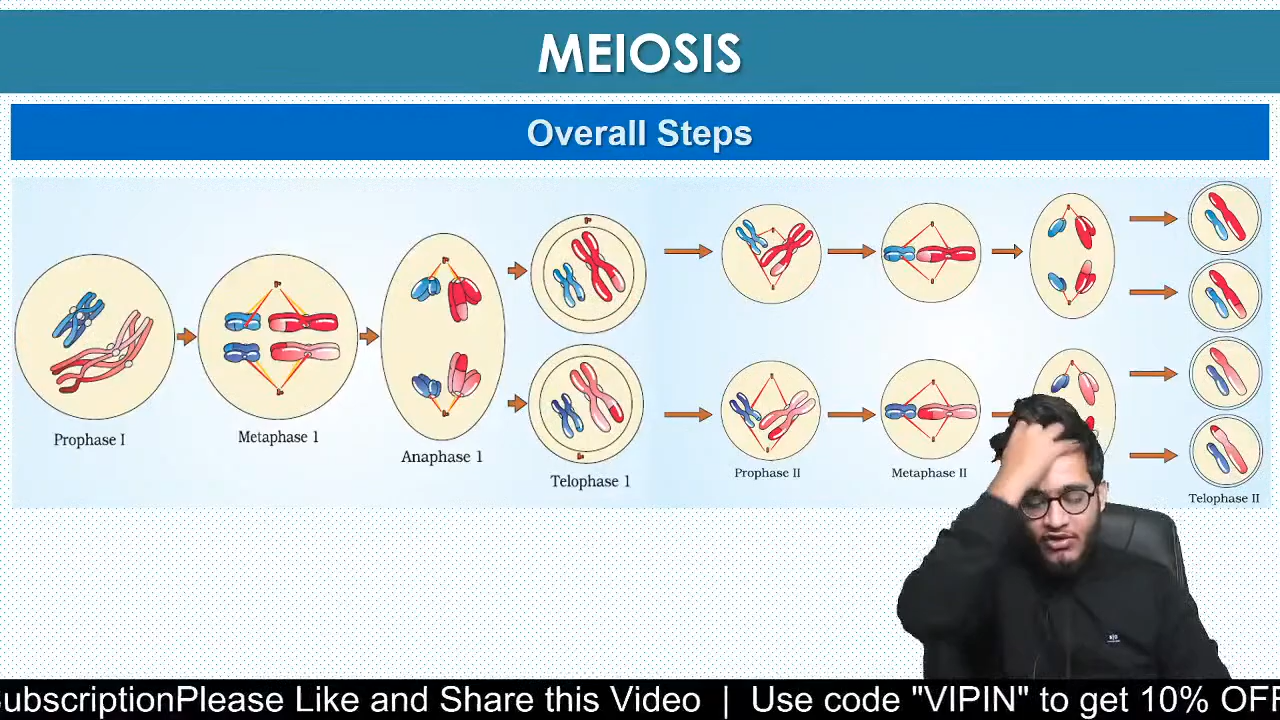 MEIOSIS
Overall Steps
Prophase I
Metaphase 1
Anaphase 1
Telophase 1
Prophase II
Metaphase II
Telophase II
ubscriptionPlease Like and Share this Video | Use code "VIPIN" to get 10% OFF